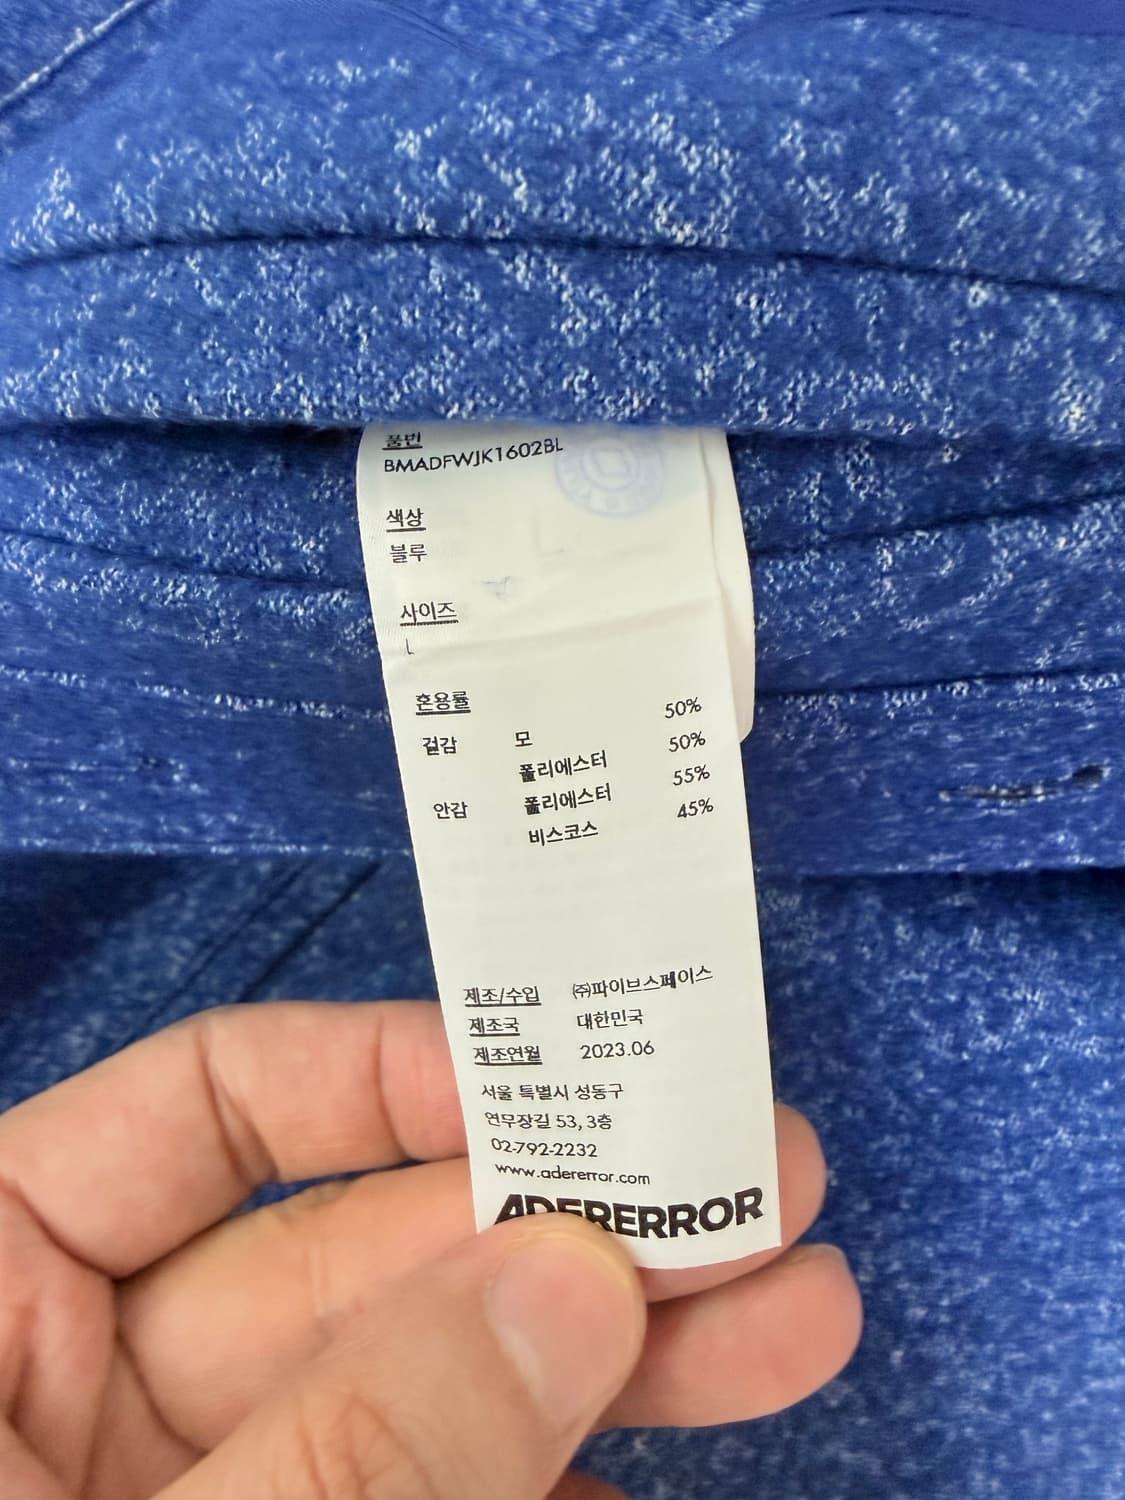 품번
BMADFWJK1602BL
색상
블루
사이즈
L
혼용률
겉감 모 50%
폴리에스터 50%
안감 폴리에스터 55%
비스코스 45%
제조/수입 ㈜파이브스페이스
제조국 대한민국
제조연월 2023.06
서울 특별시 성동구
연무장길 53, 3층
02-792-2232
www.adererror.com
ADERERROR